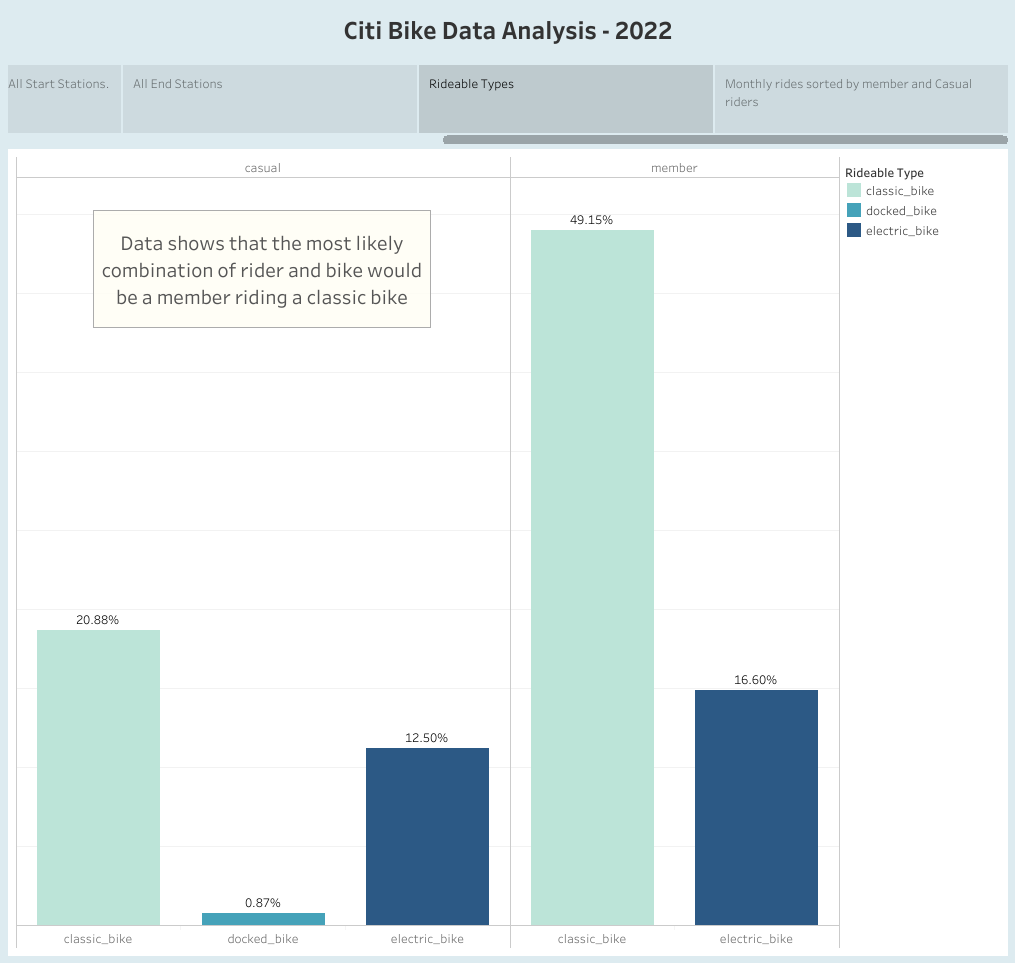 Citi Bike Data Analysis - 2022
All Start Stations.
All End Stations
Rideable Types
Monthly rides sorted by member and Casual
riders
casual
member
Rideable Type
classic_bike
docked_bike
electric_bike
Data shows that the most likely
combination of rider and bike would
be a member riding a classic bike
49.15%
20.88%
16.60%
12.50%
0.87%
classic_bike
docked_bike
electric_bike
classic_bike
electric_bike